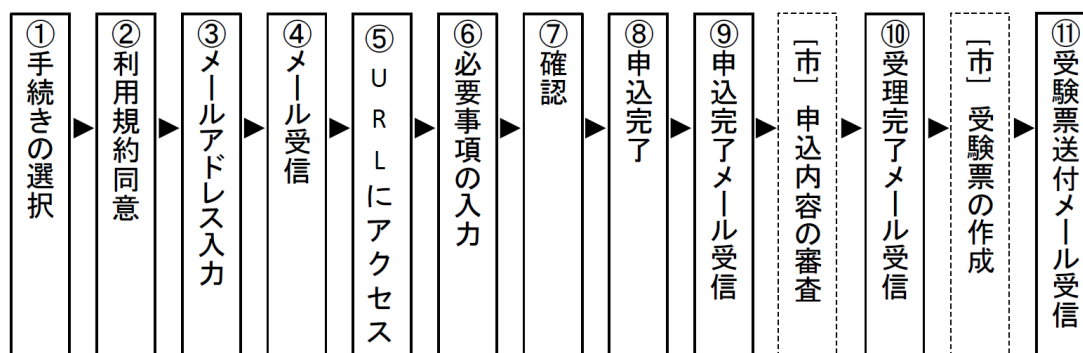 ①手続きの選択
②利用規約同意
③メールアドレス入力
④メール受信
⑤URLにアクセス
⑥必要事項の入力
⑦確認
⑧申込完了
⑨申込完了メール受信
［市］ 申込内容の審査
⑩受理完了メール受信
［市］ 受験票の作成
⑪受験票送付メール受信